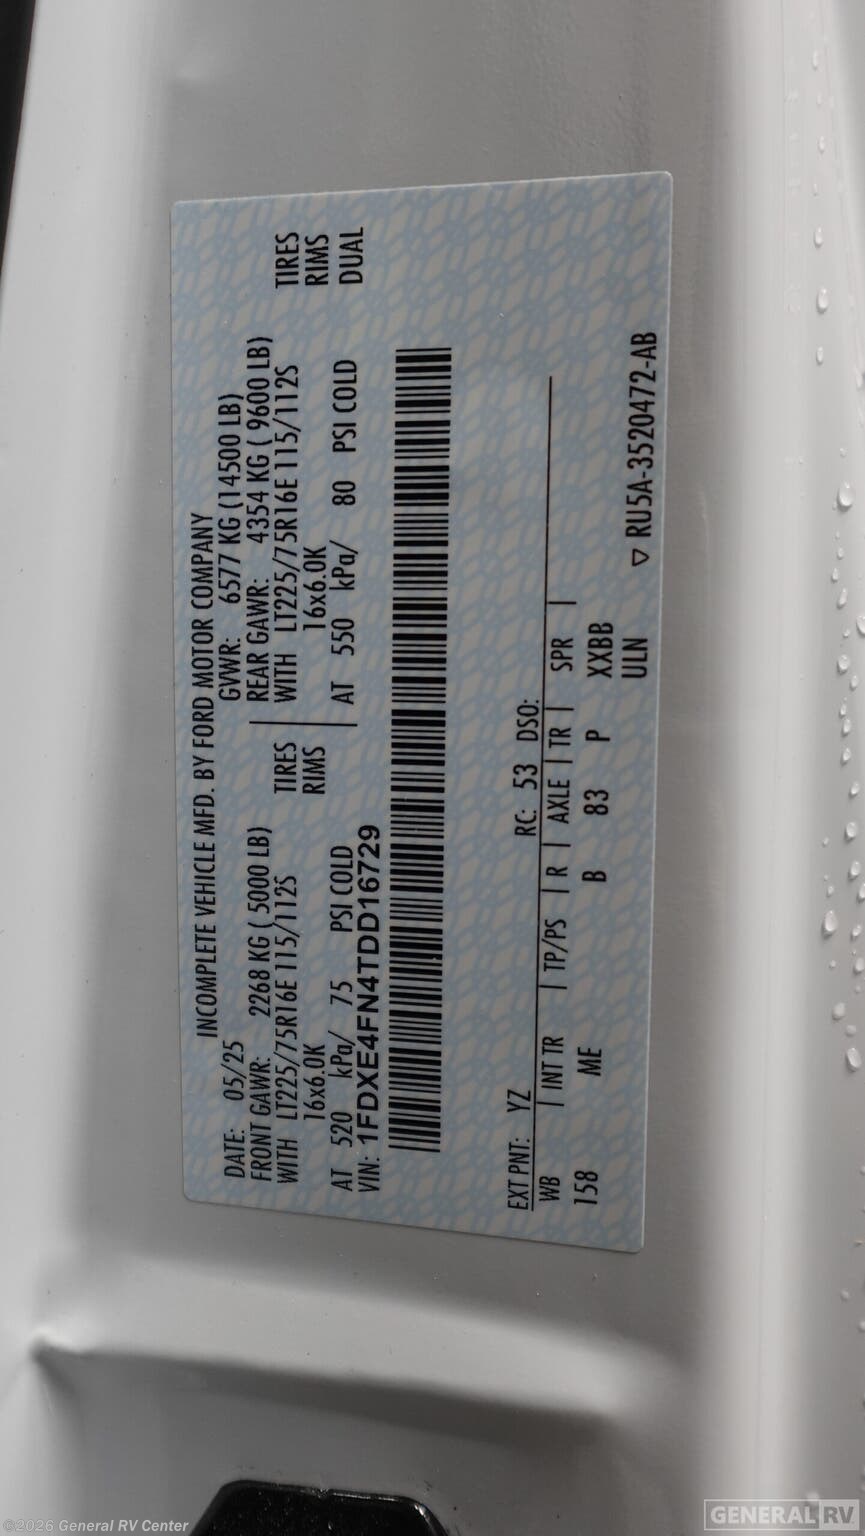 INCOMPLETE VEHICLE MFD. BY FORD MOTOR COMPANY
DATE: 05/25 GVWR: 6577 KG (14500 LB)
FRONT GAWR: 2268 KG ( 5000 LB) REAR GAWR: 4354 KG ( 9600 LB)
WITH LT225/75R16E 115/112S TIRES WITH LT225/75R16E 115/112S TIRES
16x6.0K RIMS 16x6.0K RIMS
AT 520 kPa/ 75 PSI COLD AT 550 kPa/ 80 PSI COLD DUAL
VIN: 1FDXE4FN4TDD16729
EXT PNT: YZ RC: 53 DSO:
WB INT TR TP/PS R AXLE TR SPR
158 ME B 83 P XXBB
ULN
▽ RU5A-3520472-AB
©2026 General RV Center
GENERAL RV